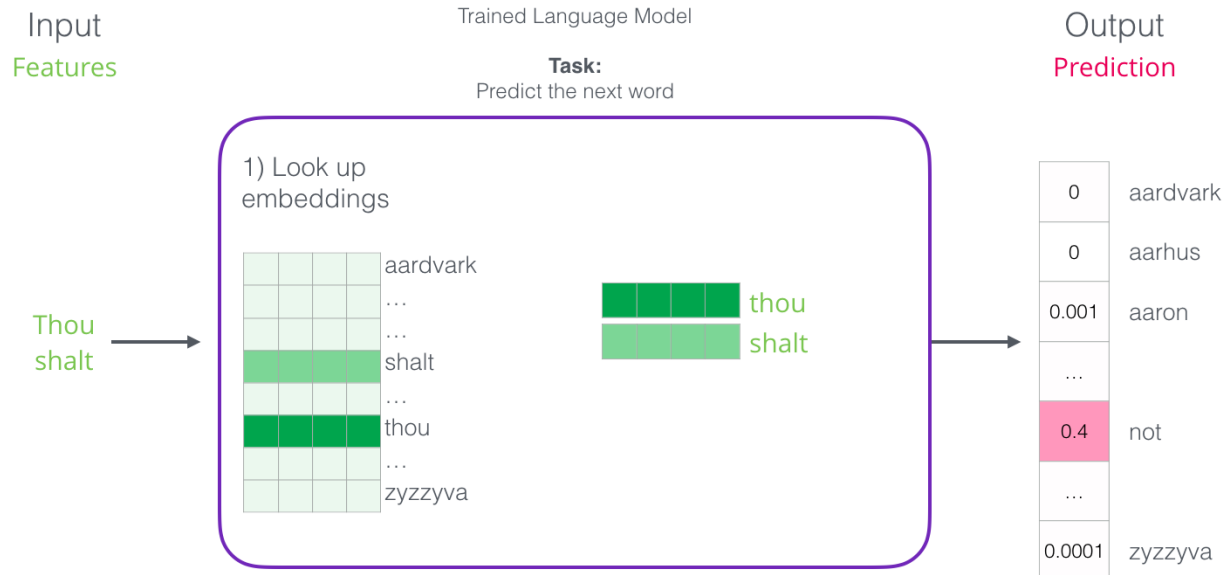 Input
Features
Trained Language Model
Task:
Predict the next word
Output
Prediction
1) Look up
embeddings
aardvark
...
...
shalt
...
thou
...
zyzzyva
Thou
shalt
thou
shalt
0 aardvark
0 aarhus
0.001 aaron
...
0.4 not
...
0.0001 zyzzyva